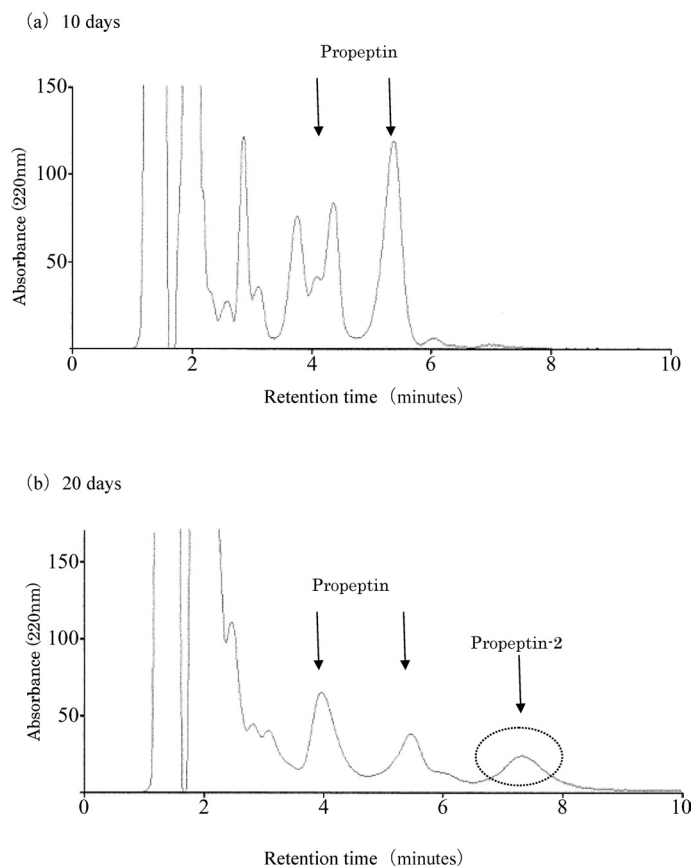 (a) 10 days
Propeptin
150
100
50
Absorbance (220nm)
0 2 4 6 8 10
Retention time (minutes)
(b) 20 days
150
100
50
Absorbance (220nm)
Propeptin
Propeptin-2
0 2 4 6 8 10
Retention time (minutes)